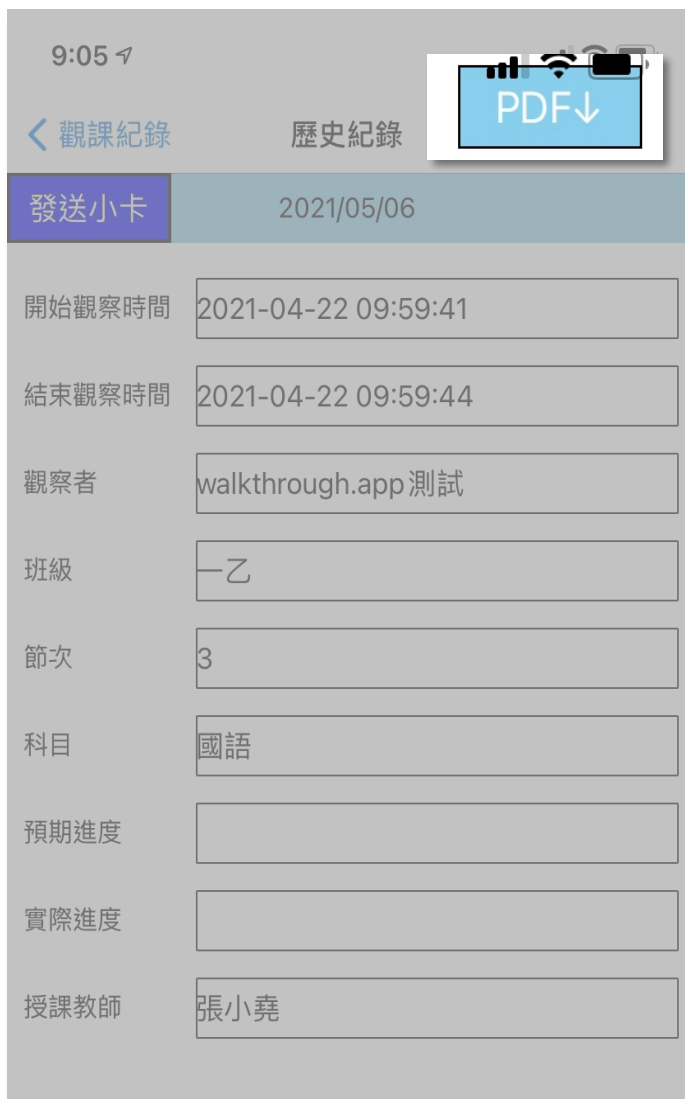 9:05
PDF↓
觀課紀錄
歷史紀錄
發送小卡
2021/05/06
開始觀察時間
2021-04-22 09:59:41
結束觀察時間
2021-04-22 09:59:44
觀察者
walkthrough.app測試
班級
一乙
節次
3
科目
國語
預期進度
實際進度
授課教師
張小堯